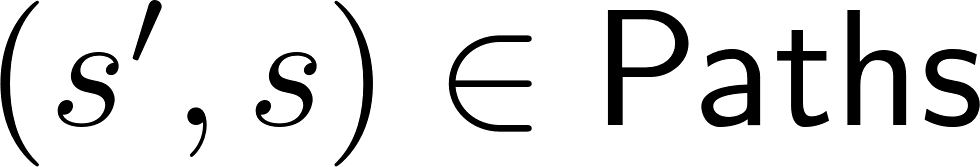 (s′, s) ∈ Paths